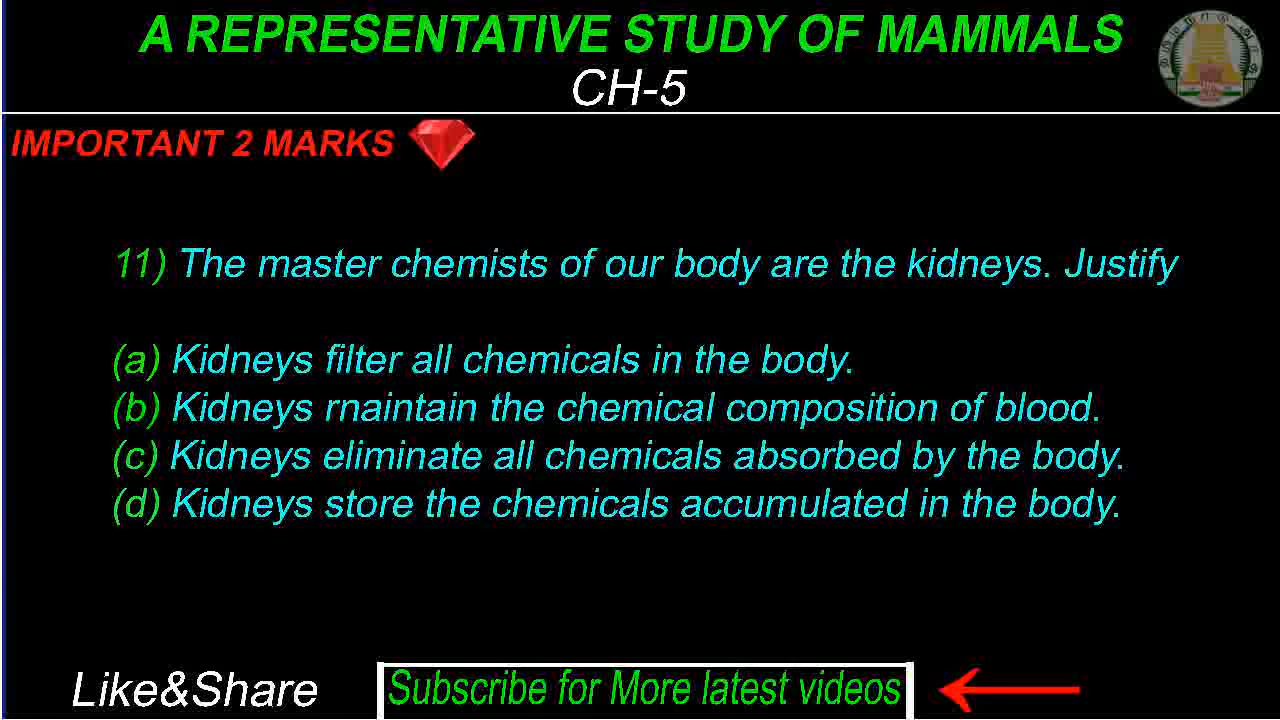 A REPRESENTATIVE STUDY OF MAMMALS
CH-5
IMPORTANT 2 MARKS
11) The master chemists of our body are the kidneys. Justify
(a) Kidneys filter all chemicals in the body.
(b) Kidneys rnaintain the chemical composition of blood.
(c) Kidneys eliminate all chemicals absorbed by the body.
(d) Kidneys store the chemicals accumulated in the body.
Like&Share
Subscribe for More latest videos